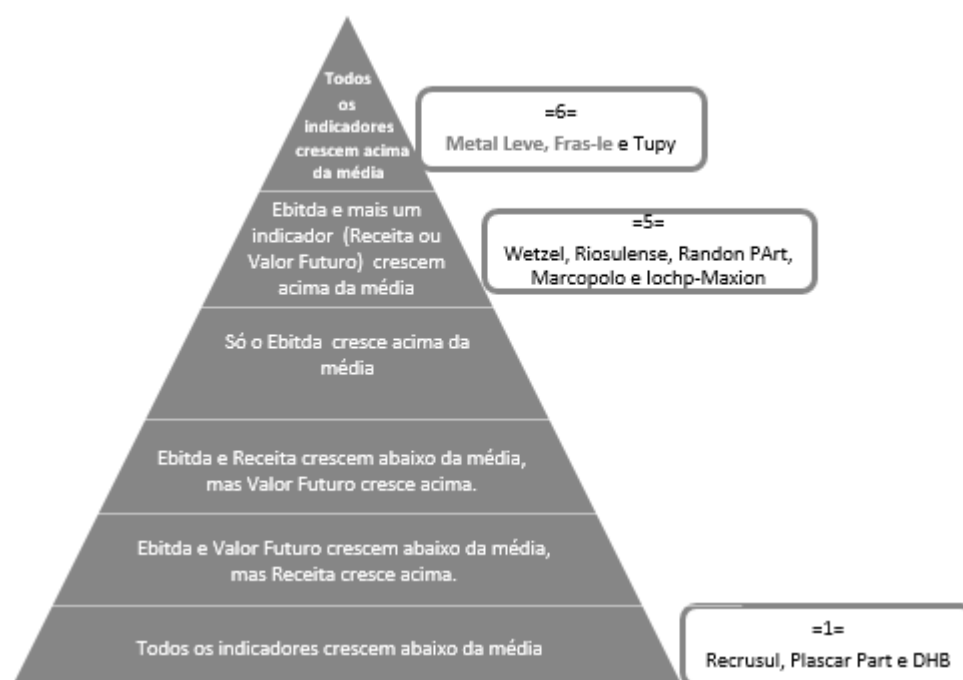 Todos
os
indicadores
crescem acima
da média
=6=
Metal Leve, Fras-le e Tupy
Ebitda e mais um
indicador (Receita ou
Valor Futuro) crescem
acima da média
=5=
Wetzel, Riosulense, Randon PArt,
Marcopolo e Iochp-Maxion
Só o Ebitda cresce acima da
média
Ebitda e Receita crescem abaixo da média,
mas Valor Futuro cresce acima.
Ebitda e Valor Futuro crescem abaixo da média,
mas Receita cresce acima.
Todos os indicadores crescem abaixo da média
=1=
Recrusul, Plascar Part e DHB